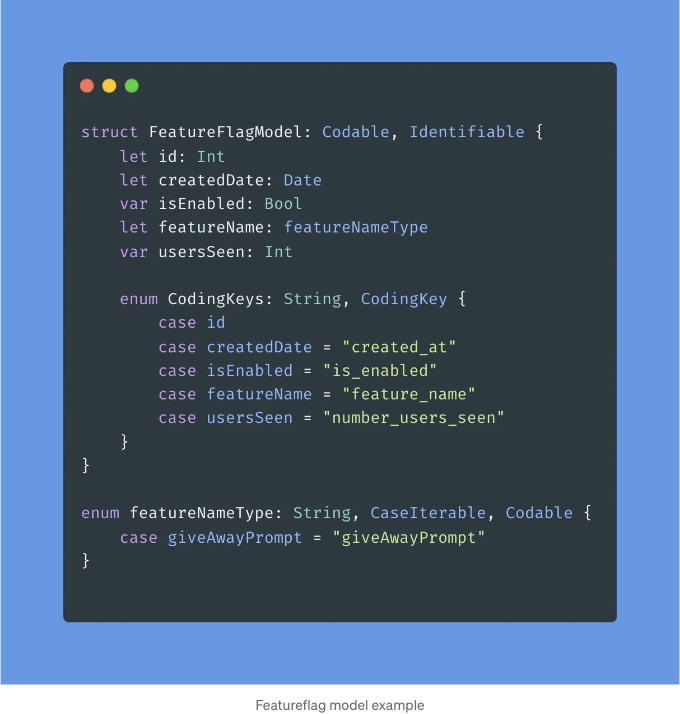 struct FeatureFlagModel: Codable, Identifiable {
    let id: Int
    let createdDate: Date
    var isEnabled: Bool
    let featureName: featureNameType
    var usersSeen: Int

    enum CodingKeys: String, CodingKey {
        case id
        case createdDate = "created_at"
        case isEnabled = "is_enabled"
        case featureName = "feature_name"
        case usersSeen = "number_users_seen"
    }
}

enum featureNameType: String, CaseIterable, Codable {
    case giveAwayPrompt = "giveAwayPrompt"
}
Featureflag model example